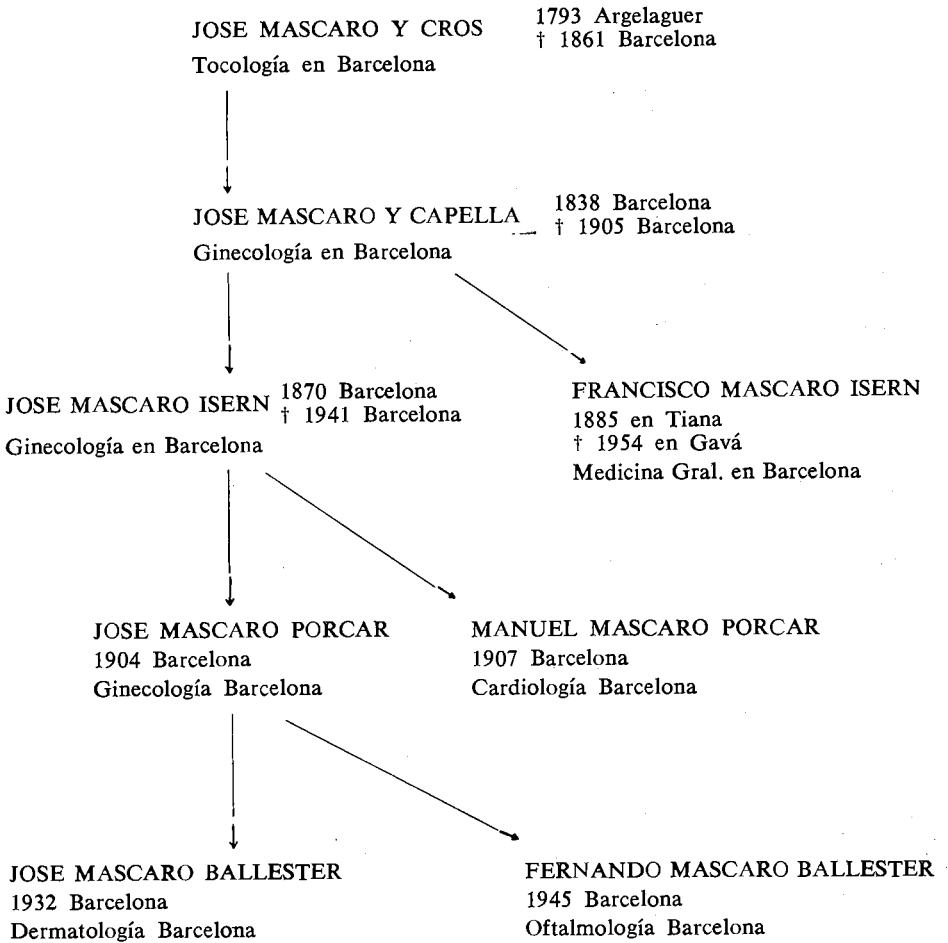 JOSE MASCARO Y CROS
1793 Argelaguer
† 1861 Barcelona
Tocología en Barcelona
JOSE MASCARO Y CAPELLA
1838 Barcelona
† 1905 Barcelona
Ginecología en Barcelona
JOSE MASCARO ISERN
1870 Barcelona
† 1941 Barcelona
Ginecología en Barcelona
FRANCISCO MASCARO ISERN
1885 en Tiana
† 1954 en Gavá
Medicina Gral. en Barcelona
JOSE MASCARO PORCAR
1904 Barcelona
Ginecología Barcelona
MANUEL MASCARO PORCAR
1907 Barcelona
Cardiología Barcelona
JOSE MASCARO BALLESTER
1932 Barcelona
Dermatología Barcelona
FERNANDO MASCARO BALLESTER
1945 Barcelona
Oftalmología Barcelona